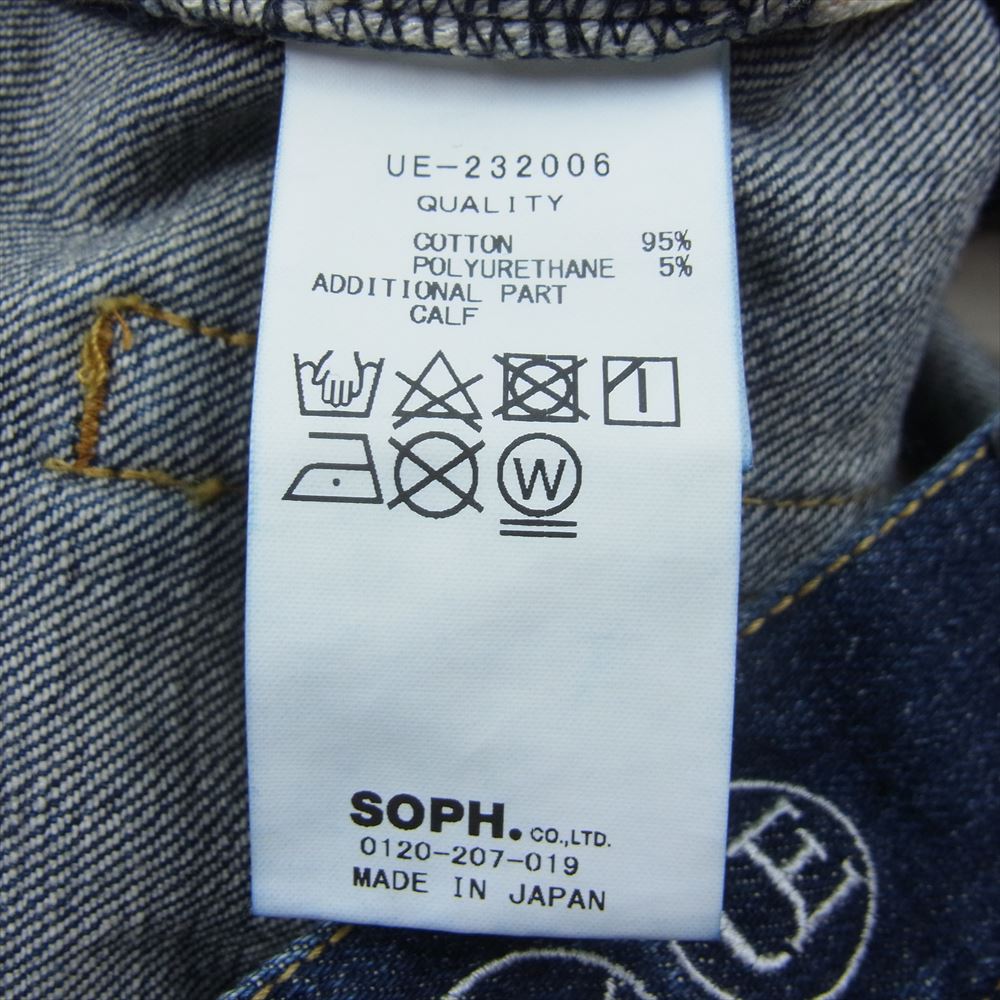 UE-232006
QUALITY
COTTON 95%
POLYURETHANE 5%
ADDITIONAL PART
CALF
W
SOPH. CO.,LTD.
0120-207-019
MADE IN JAPAN